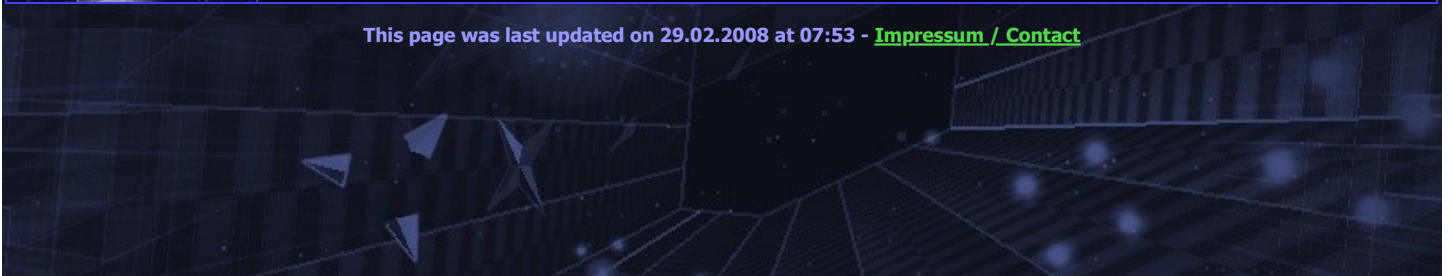 This page was last updated on 29.02.2008 at 07:53 - Impressum / Contact